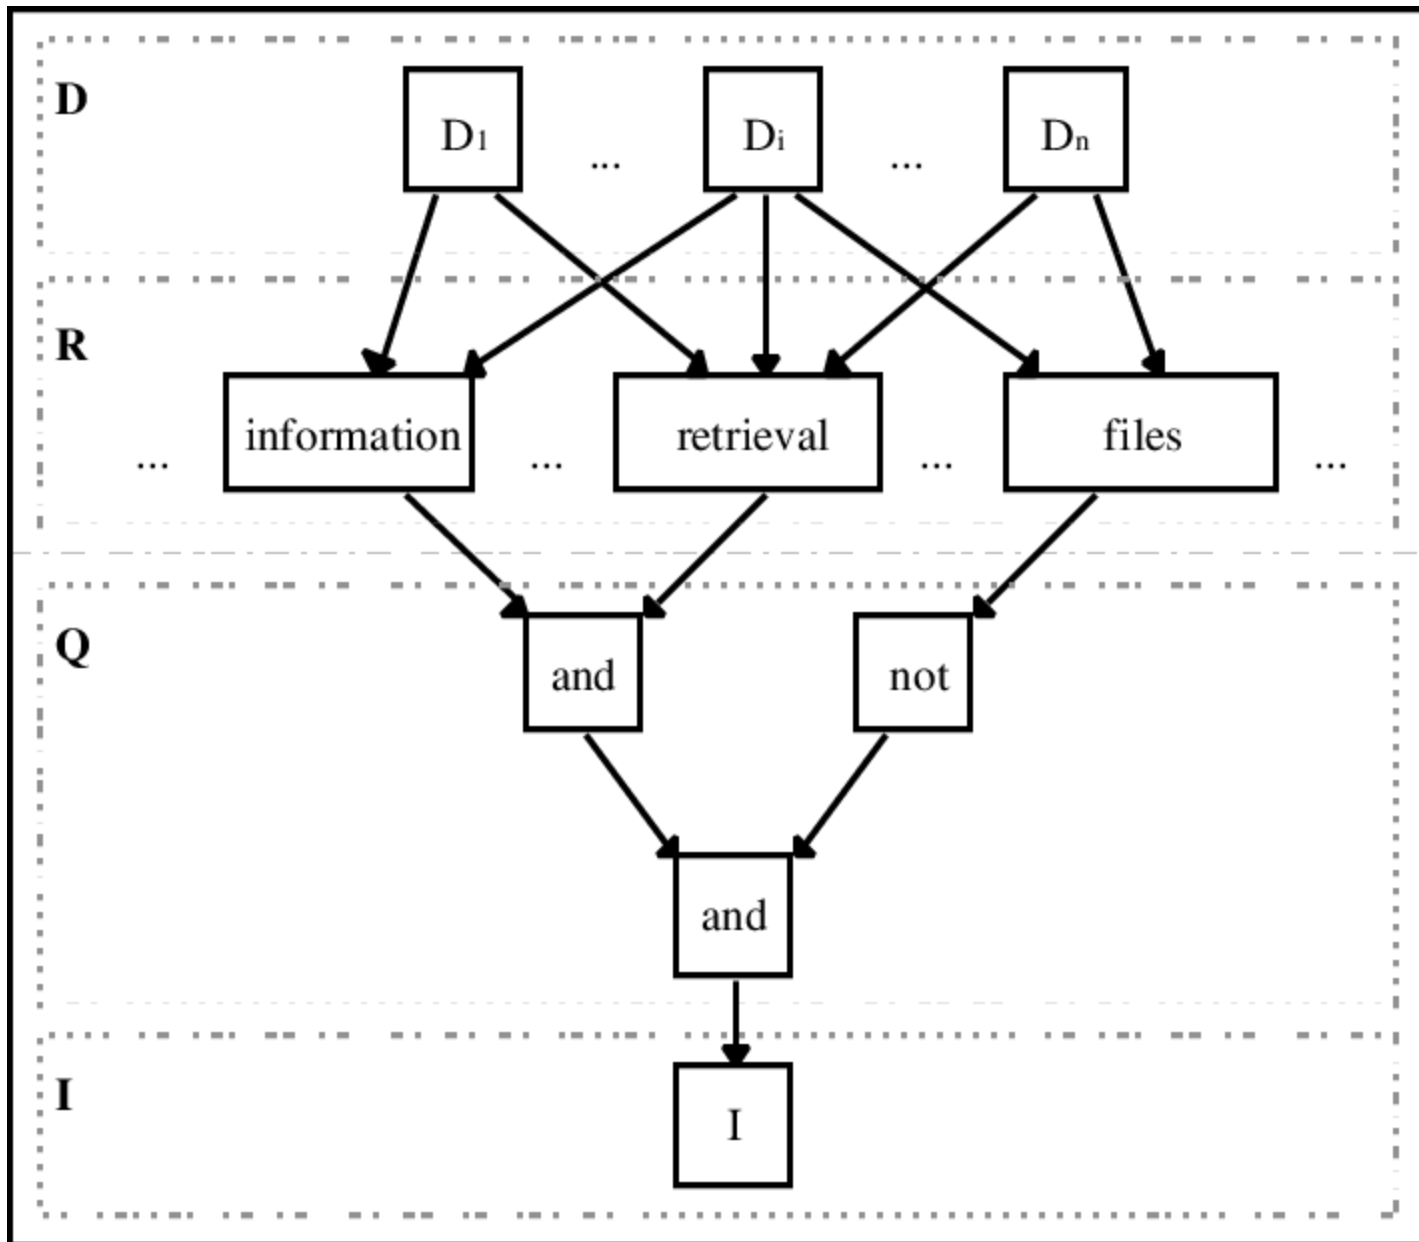 D
D1 ... Di ... Dn
R
... information ... retrieval ... files ...
Q
and not
and
I
I